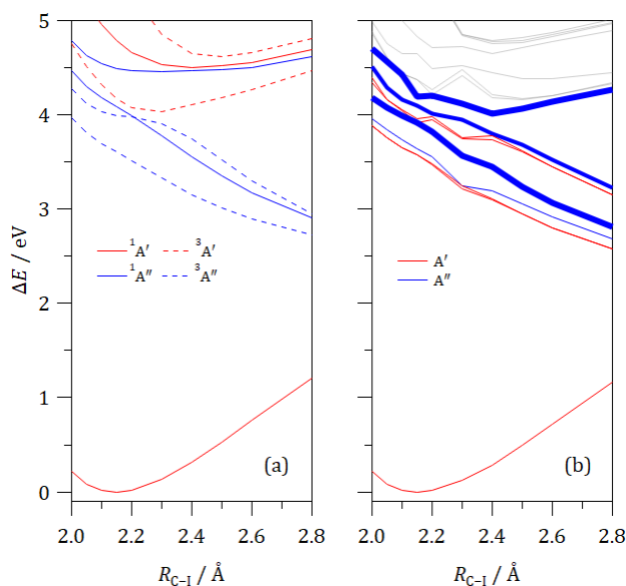 ΔE / eV
5
4
3
2
1
0
¹A′ ³A′
¹A″ ³A″
(a)
2.0 2.2 2.4 2.6 2.8
R_C–I / Å
A′
A″
(b)
2.0 2.2 2.4 2.6 2.8
R_C–I / Å